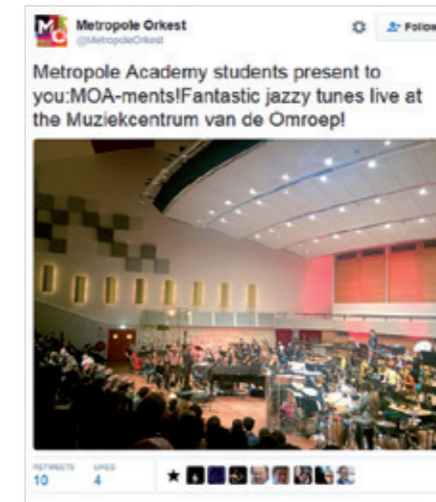 Metropole Orkest
@MetropoleOrkest
Follow
Metropole Academy students present to
you:MOA-ments!Fantastic jazzy tunes live at
the Muziekcentrum van de Omroep!
RETWEETS LIKES
10 4